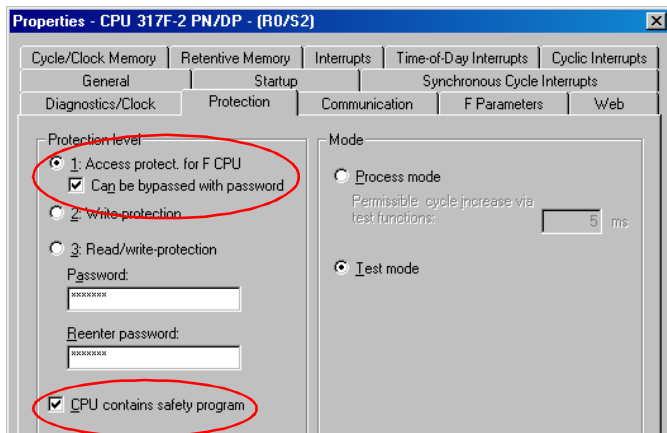 Properties - CPU 317F-2 PN/DP - (R0/S2)
Cycle/Clock Memory Retentive Memory Interrupts Time-of-Day Interrupts Cyclic Interrupts
General Startup Synchronous Cycle Interrupts
Diagnostics/Clock Protection Communication F Parameters Web
Protection level
1: Access protect. for F CPU
Can be bypassed with password
2: Write-protection
3: Read/write-protection
Password:
xxxxxxx
Reenter password:
xxxxxxx
CPU contains safety program
Mode
Process mode
Permissible cycle increase via
test functions:
5 ms
Test mode